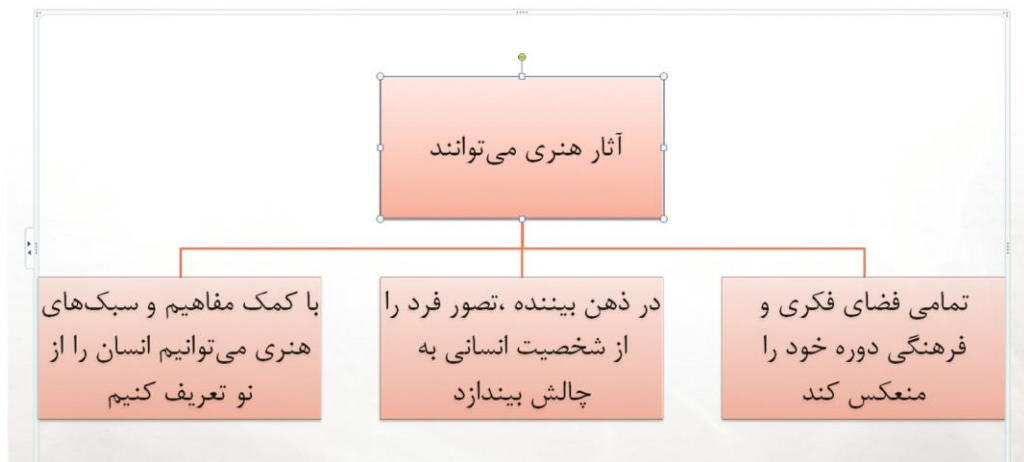 آثار هنری می‌توانند
تمامی فضای فکری و
فرهنگی دوره خود را
منعکس کند
در ذهن بیننده ،تصور فرد را
از شخصیت انسانی به
چالش بیندازد
با کمک مفاهیم و سبک‌های
هنری می‌توانیم انسان را از
نو تعریف کنیم